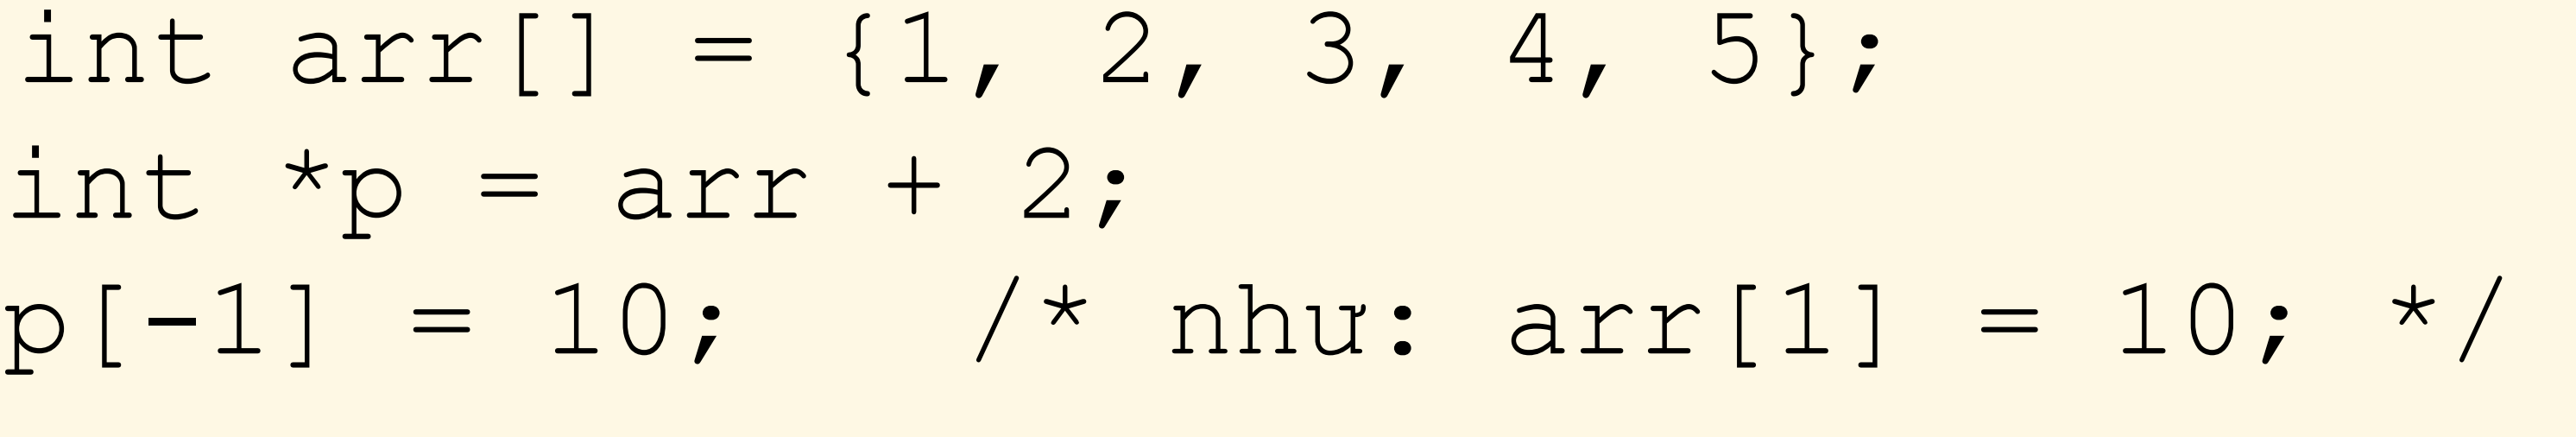 int arr[] = {1, 2, 3, 4, 5};
int *p = arr + 2;
p[-1] = 10;    /* như: arr[1] = 10; */